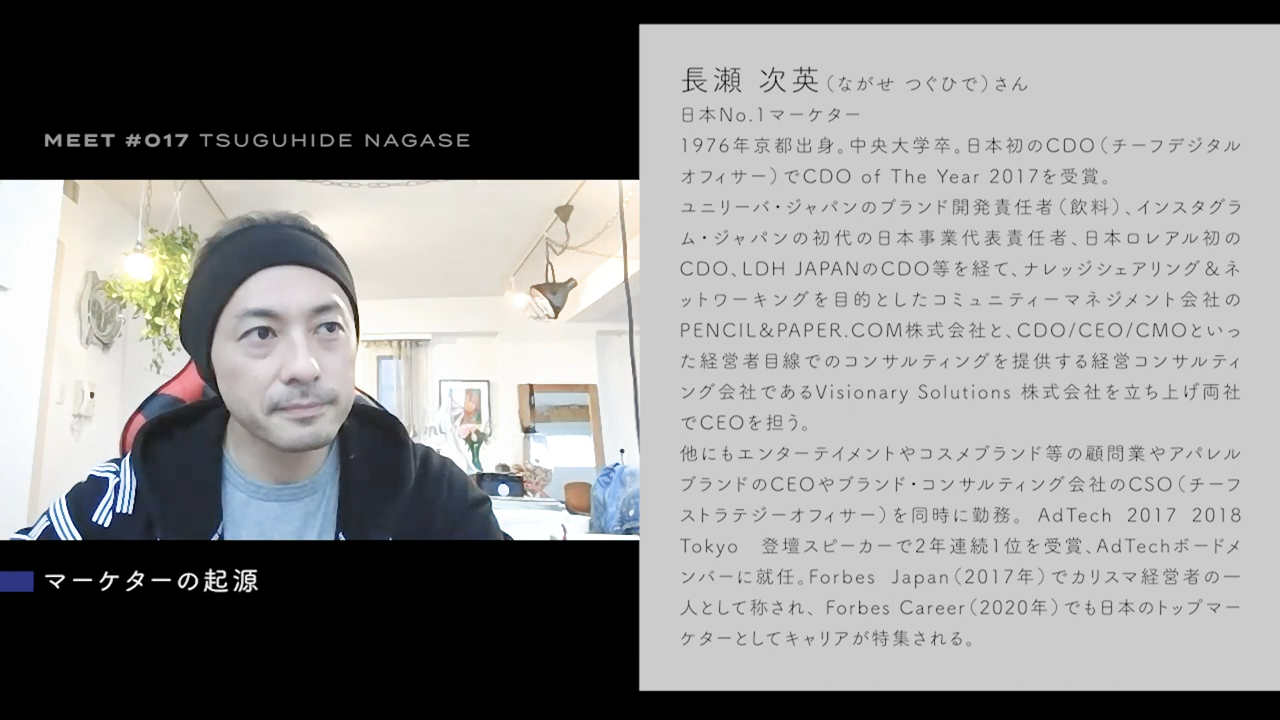 MEET #017 TSUGUHIDE NAGASE
マーケターの起源
長瀬 次英(ながせ つぐひで)さん
日本No.1マーケター
1976年京都出身。中央大学卒。日本初のCDO(チーフデジタル
オフィサー)でCDO of The Year 2017を受賞。
ユニリーバ・ジャパンのブランド開発責任者(飲料)、インスタグラ
ム・ジャパンの初代の日本事業代表責任者、日本ロレアル初の
CDO、LDH JAPANのCDO等を経て、ナレッジシェアリング&ネ
ットワーキングを目的としたコミュニティーマネジメント会社の
PENCIL&PAPER.COM株式会社と、CDO/CEO/CMOといっ
た経営者目線でのコンサルティングを提供する経営コンサルティ
ング会社であるVisionary Solutions 株式会社を立ち上げ両社
でCEOを担う。
他にもエンターテイメントやコスメブランド等の顧問業やアパレル
ブランドのCEOやブランド・コンサルティング会社のCSO(チーフ
ストラテジーオフィサー)を同時に勤務。 AdTech 2017 2018
Tokyo 登壇スピーカーで2年連続1位を受賞、AdTechボードメ
ンバーに就任。Forbes Japan(2017年)でカリスマ経営者の一
人として称され、Forbes Career(2020年)でも日本のトップマー
ケターとしてキャリアが特集される。